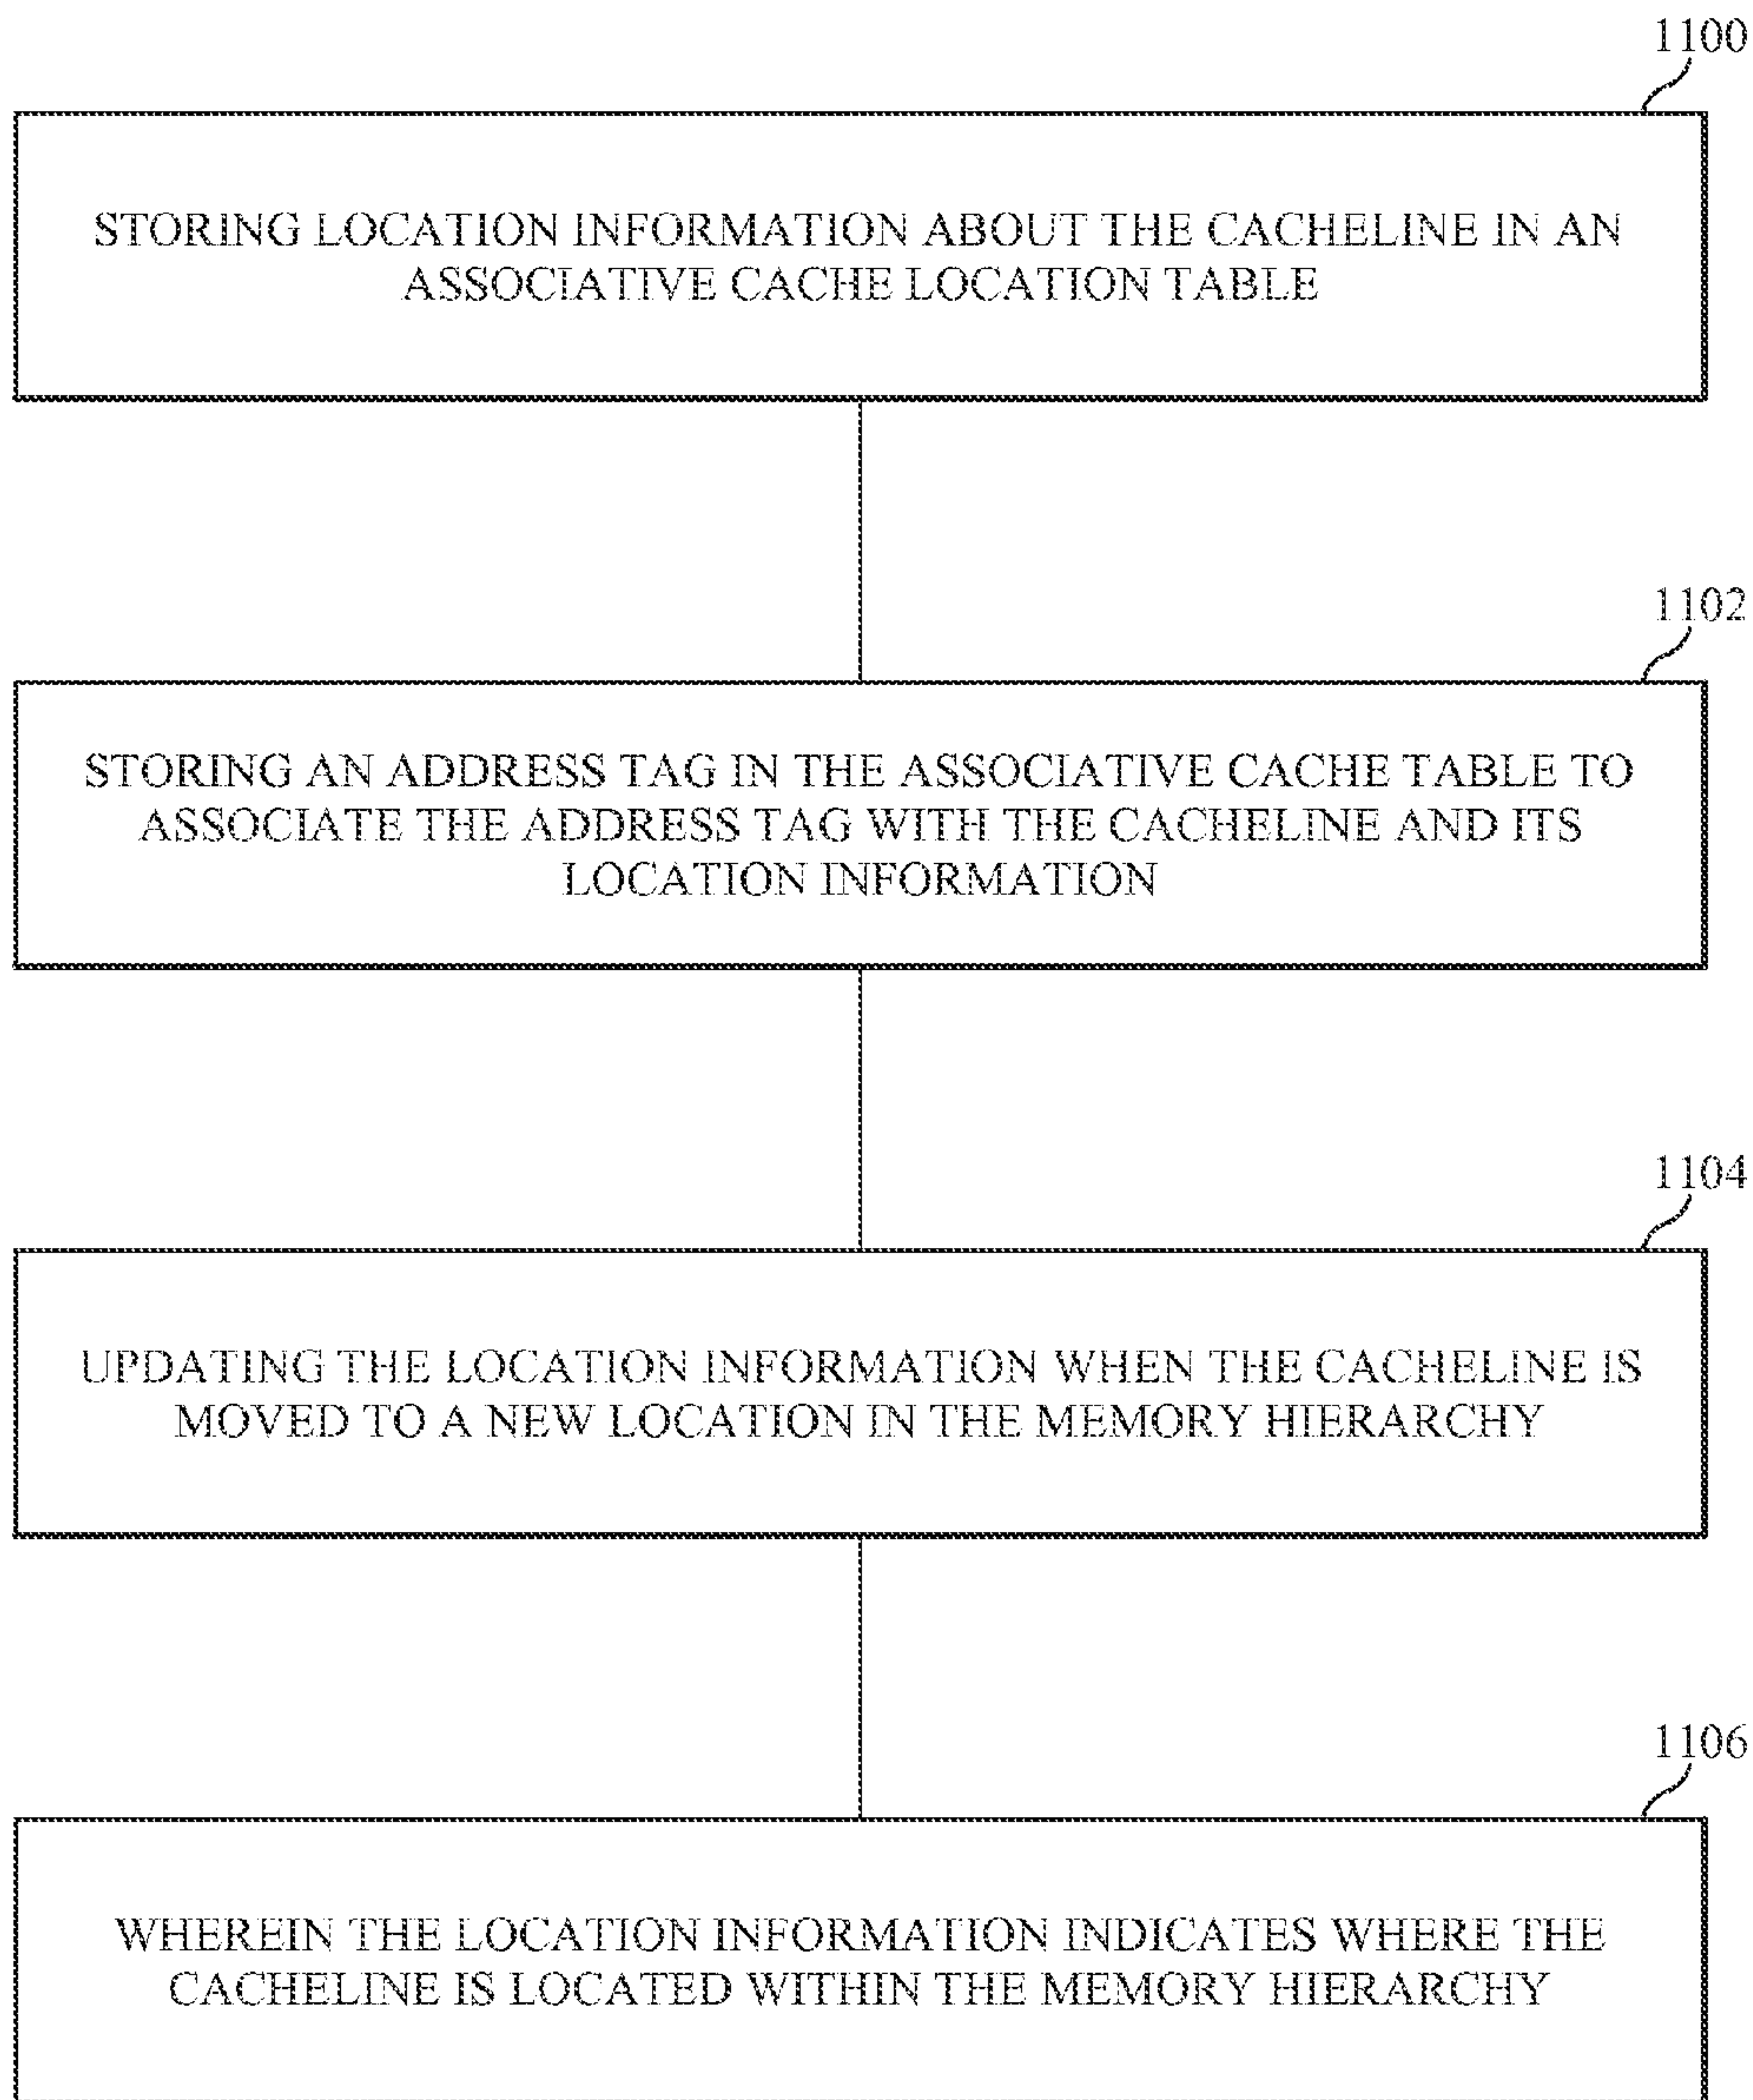 1100
STORING LOCATION INFORMATION ABOUT THE CACHELINE IN AN
ASSOCIATIVE CACHE LOCATION TABLE
1102
STORING AN ADDRESS TAG IN THE ASSOCIATIVE CACHE TABLE TO
ASSOCIATE THE ADDRESS TAG WITH THE CACHELINE AND ITS
LOCATION INFORMATION
1104
UPDATING THE LOCATION INFORMATION WHEN THE CACHELINE IS
MOVED TO A NEW LOCATION IN THE MEMORY HIERARCHY
1106
WHEREIN THE LOCATION INFORMATION INDICATES WHERE THE
CACHELINE IS LOCATED WITHIN THE MEMORY HIERARCHY